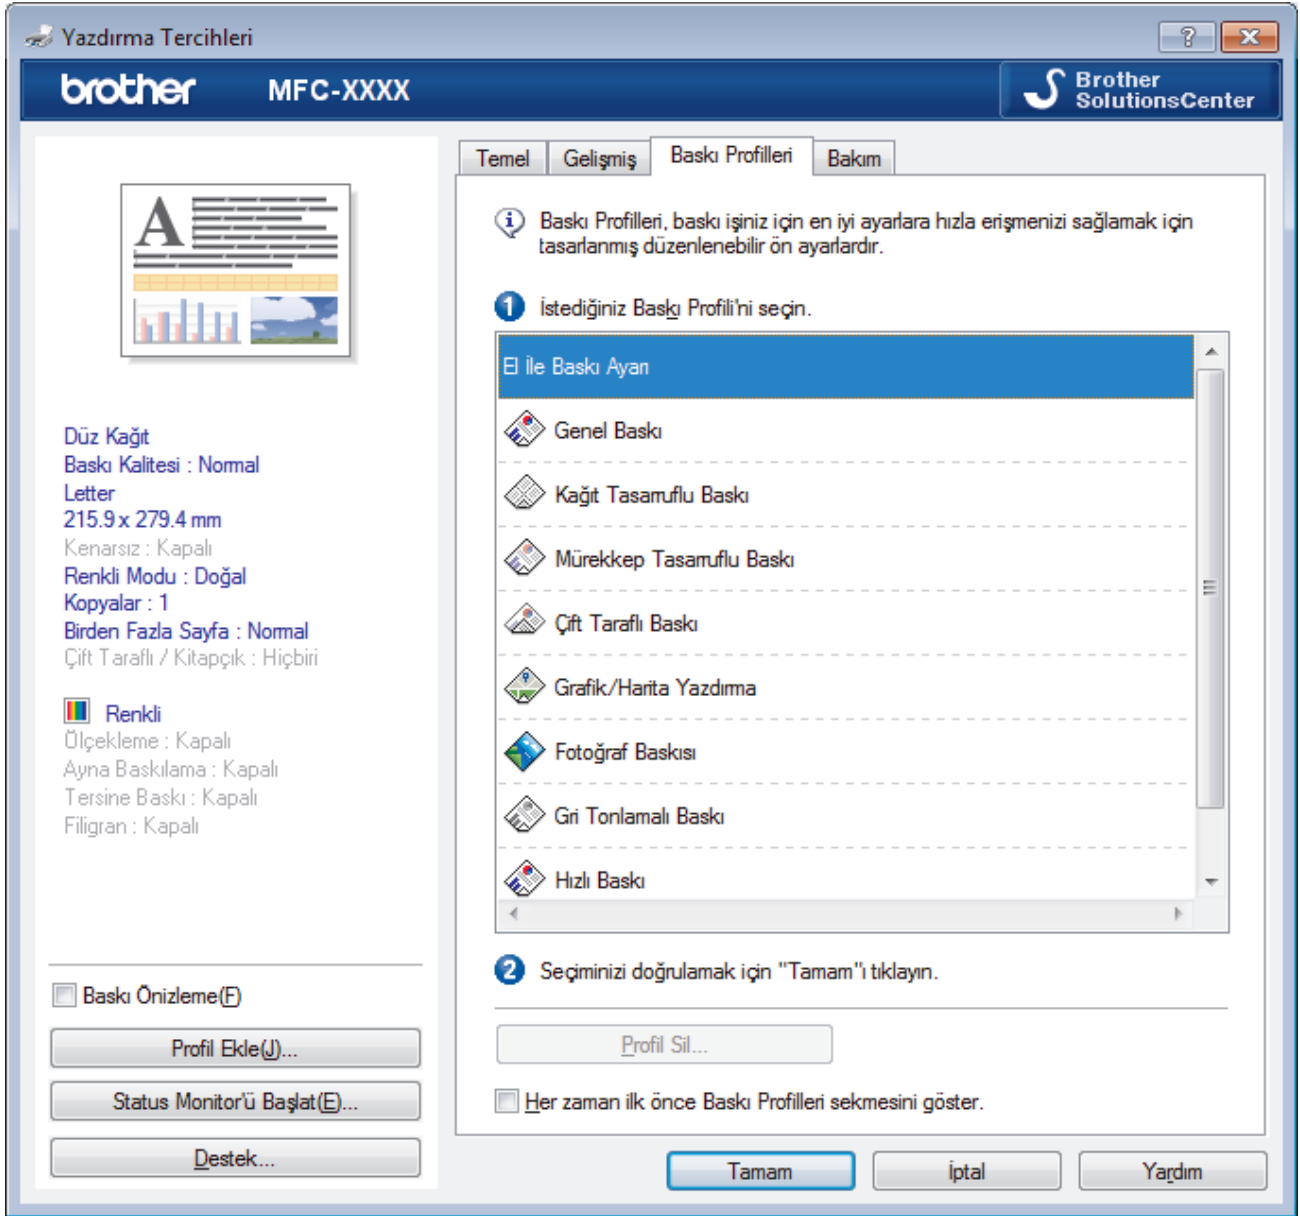 Yazdırma Tercihleri
brother MFC-XXXX
Brother
SolutionsCenter
Temel Gelişmiş Baskı Profilleri Bakım
A
Düz Kağıt
Baskı Kalitesi : Normal
Letter
215.9 x 279.4 mm
Kenarsız : Kapalı
Renkli Modu : Doğal
Kopyalar : 1
Birden Fazla Sayfa : Normal
Çift Taraflı / Kitapçık : Hiçbiri
Renkli
Ölçekleme : Kapalı
Ayna Baskılama : Kapalı
Tersine Baskı : Kapalı
Filigran : Kapalı
Baskı Önizleme(F)
Profil Ekle(J)...
Status Monitor'ü Başlat(E)...
Destek...
Baskı Profilleri, baskı işiniz için en iyi ayarlara hızla erişmenizi sağlamak için
tasarlanmış düzenlenebilir ön ayarlardır.
1 İstediğiniz Baskı Profili'ni seçin.
El İle Baskı Ayarı
Genel Baskı
Kağıt Tasarruflu Baskı
Mürekkep Tasarruflu Baskı
Çift Taraflı Baskı
Grafik/Harita Yazdırma
Fotoğraf Baskısı
Gri Tonlamalı Baskı
Hızlı Baskı
2 Seçiminizi doğrulamak için "Tamam"ı tıklayın.
Profil Sil...
Her zaman ilk önce Baskı Profilleri sekmesini göster.
Tamam İptal Yardım